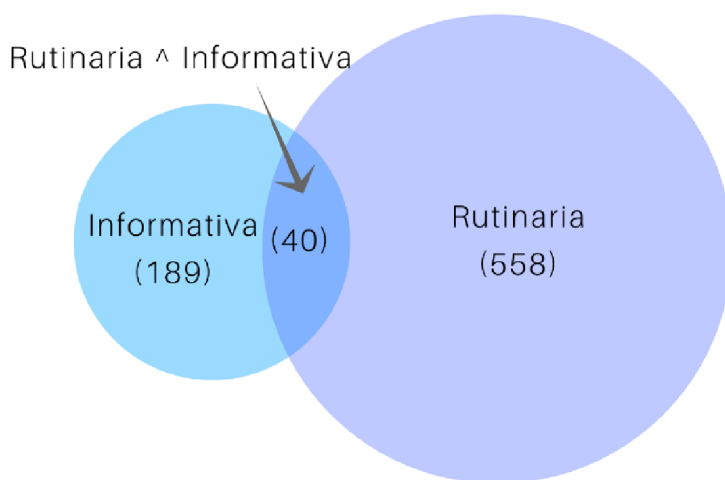 Rutinaria ^ Informativa
Informativa
(189)
(40)
Rutinaria
(558)